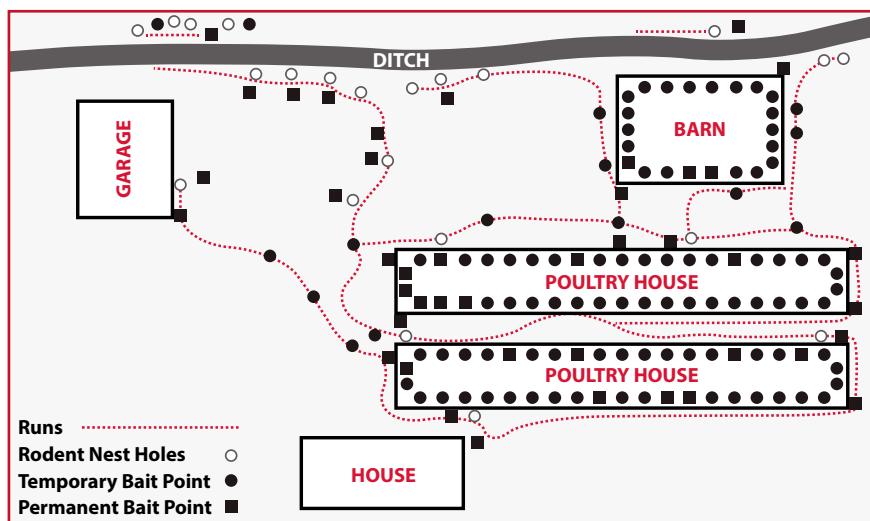 DITCH
BARN
GARAGE
POULTRY HOUSE
POULTRY HOUSE
HOUSE
Runs
Rodent Nest Holes
Temporary Bait Point
Permanent Bait Point